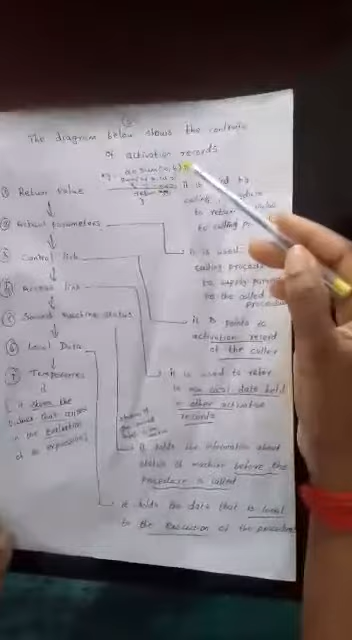 The diagram below shows the contents
of activation records
① Return value
② Actual parameters
③ Control link
④ Access link
⑤ Saved Machine status
⑥ Local Data
⑦ Temporaries
it is used by
calling
to return value
to calling
it is used
calling procedure
to supply
to the called
procedure
it is points to
activation record
of the caller
it is used to refer
to non local data held
in other activation
records
it holds the information about
status of machine before the
procedure is called
it holds the data that is local
to the execution of the procedure
[ it stores the
values that arises
in the evaluation
of an expression]